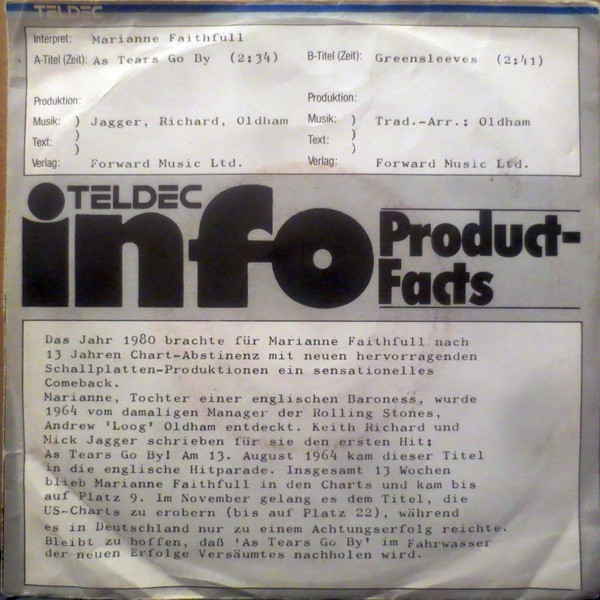 TELDEC
Interpret: Marianne Faithfull
A-Titel (Zeit): As Tears Go By (2:34) B-Titel (Zeit): Greensleeves (2:41)
Produktion: Produktion:
Musik: ) Jagger, Richard, Oldham Musik: ) Trad.-Arr.: Oldham
Text: ) Text: )
Verlag: Forward Music Ltd. Verlag: Forward Music Ltd.
TELDEC
info Product-
Facts
Das Jahr 1980 brachte für Marianne Faithfull nach
13 Jahren Chart-Abstinenz mit neuen hervorragenden
Schallplatten-Produktionen ein sensationelles
Comeback.
Marianne, Tochter einer englischen Baroness, wurde
1964 vom damaligen Manager der Rolling Stones,
Andrew 'Loog' Oldham entdeckt. Keith Richard und
Mick Jagger schrieben für sie den ersten Hit:
As Tears Go By! Am 13. August 1964 kam dieser Titel
in die englische Hitparade. Insgesamt 13 Wochen
blieb Marianne Faithfull in den Charts und kam bis
auf Platz 9. Im November gelang es dem Titel, die
US-Charts zu erobern (bis auf Platz 22), während
es in Deutschland nur zu einem Achtungserfolg reichte.
Bleibt zu hoffen, daß 'As Tears Go By' im Fahrwasser
der neuen Erfolge Versäumtes nachholen wird.